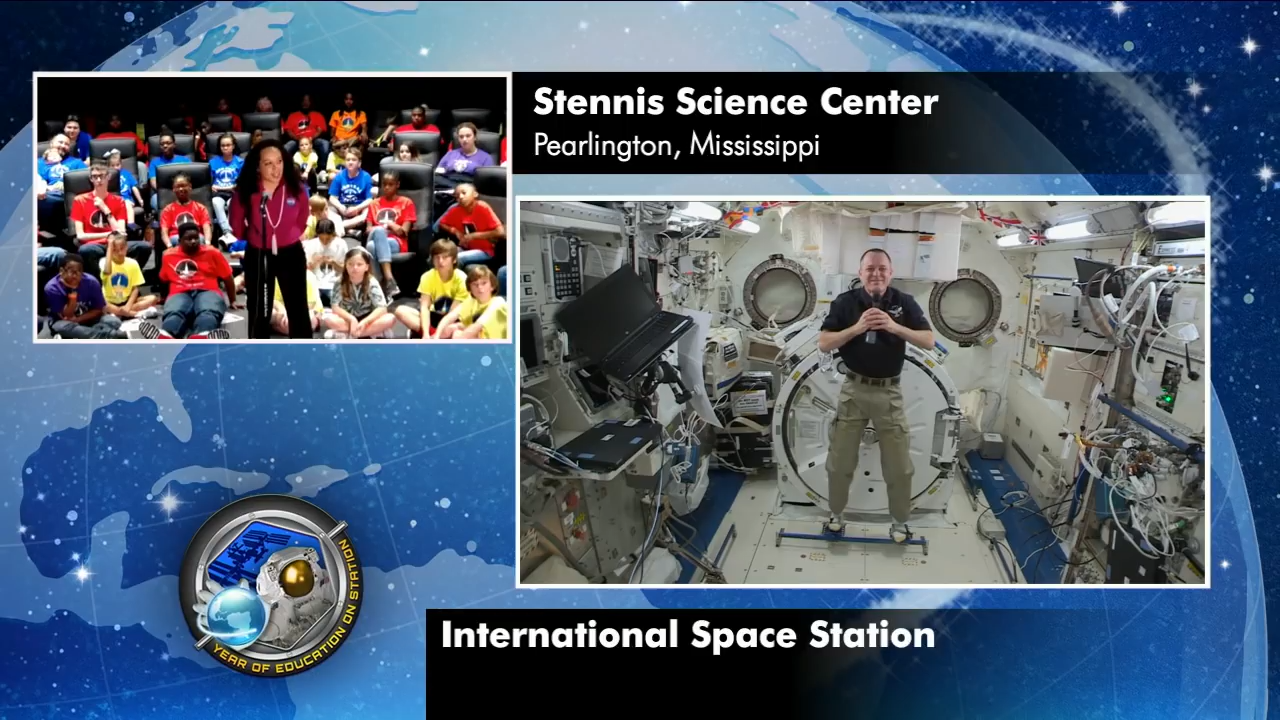 Stennis Science Center
Pearlington, Mississippi
International Space Station
YEAR OF EDUCATION ON STATION